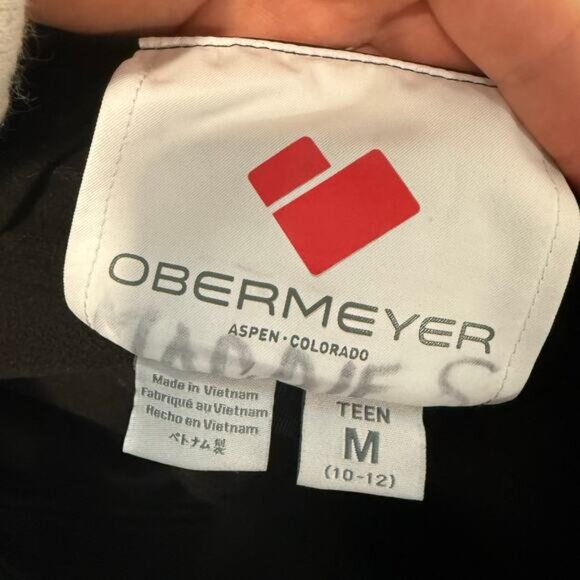 OBERMEYER
ASPEN · COLORADO
Made in Vietnam
Fabriqué au Vietnam
Hecho en Vietnam
ベトナム製
TEEN
M
(10-12)